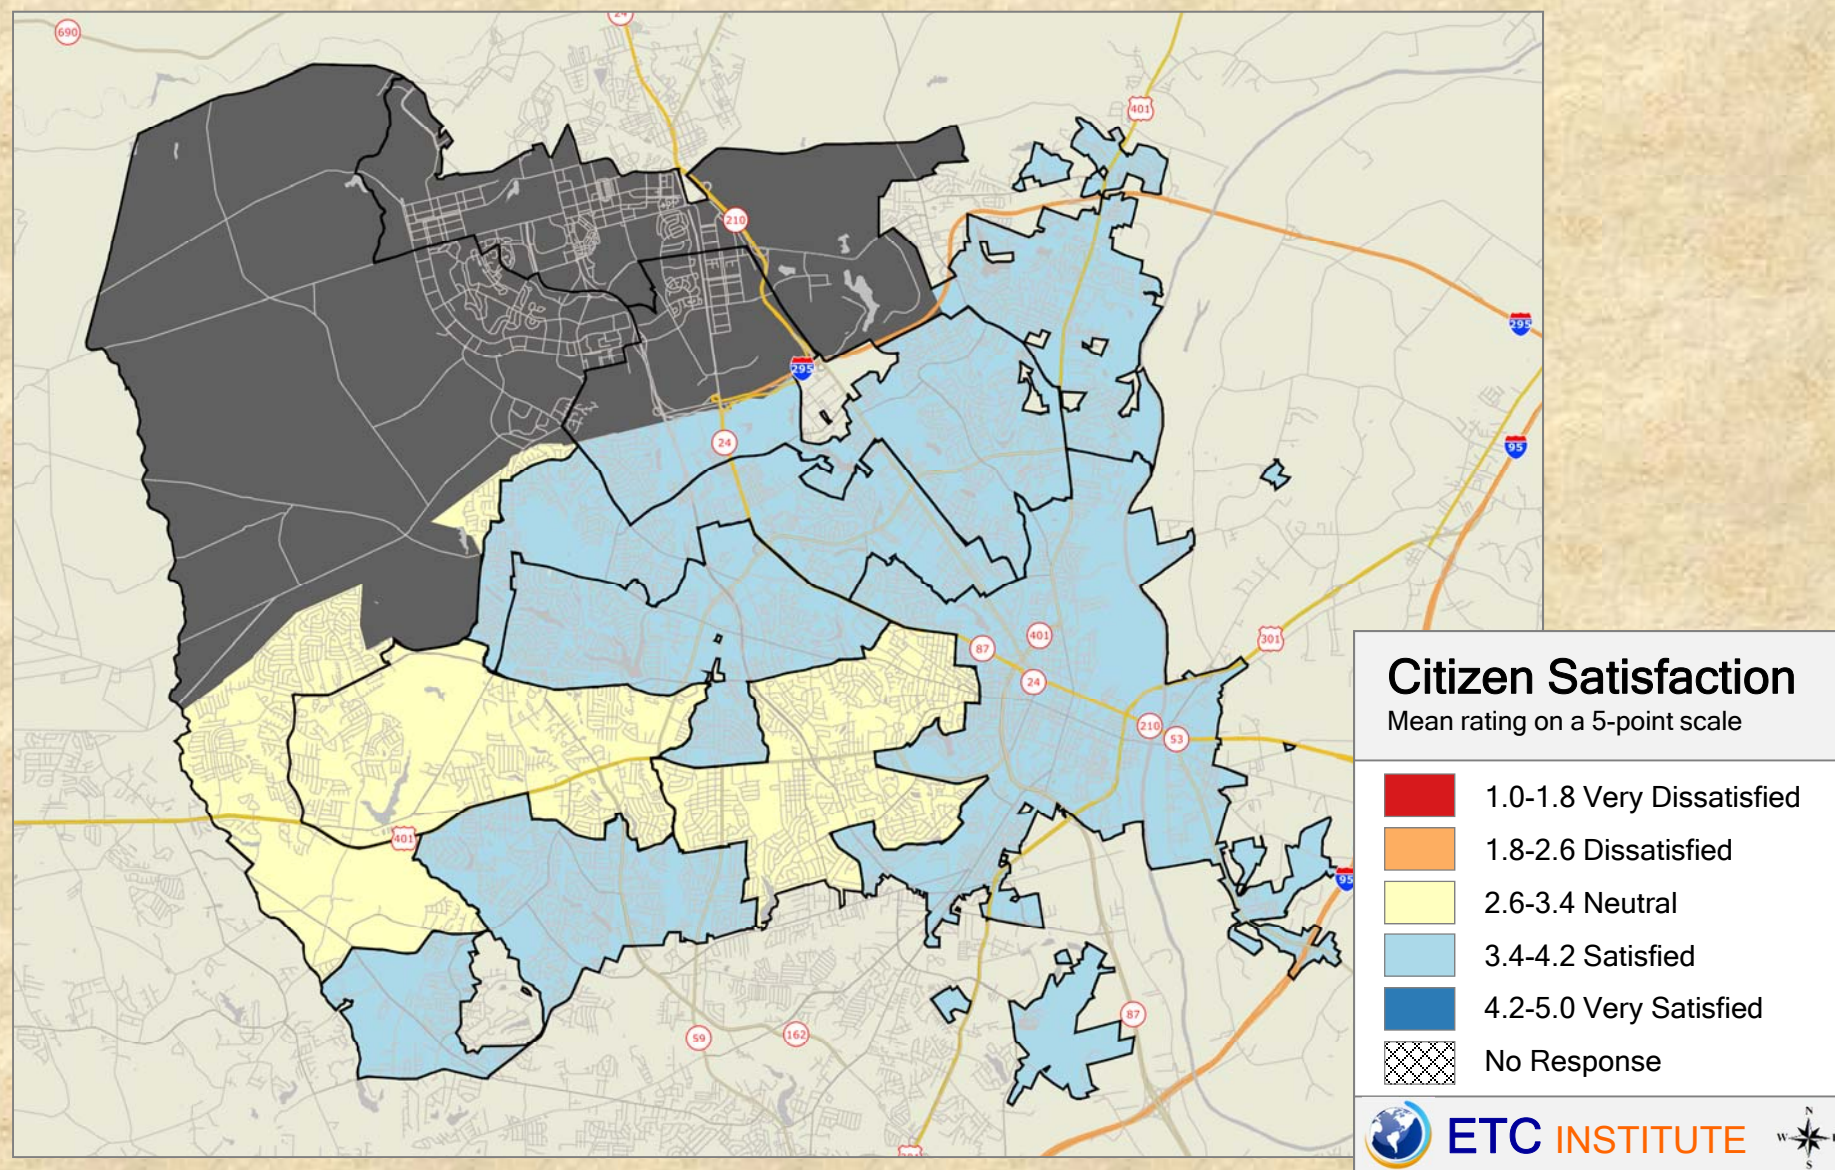 690
24
401
210
295
295
24
95
301
401
87
24
210
53
401
95
87
59
162
Citizen Satisfaction
Mean rating on a 5-point scale
1.0-1.8 Very Dissatisfied
1.8-2.6 Dissatisfied
2.6-3.4 Neutral
3.4-4.2 Satisfied
4.2-5.0 Very Satisfied
No Response
N
ETC INSTITUTE
W
S